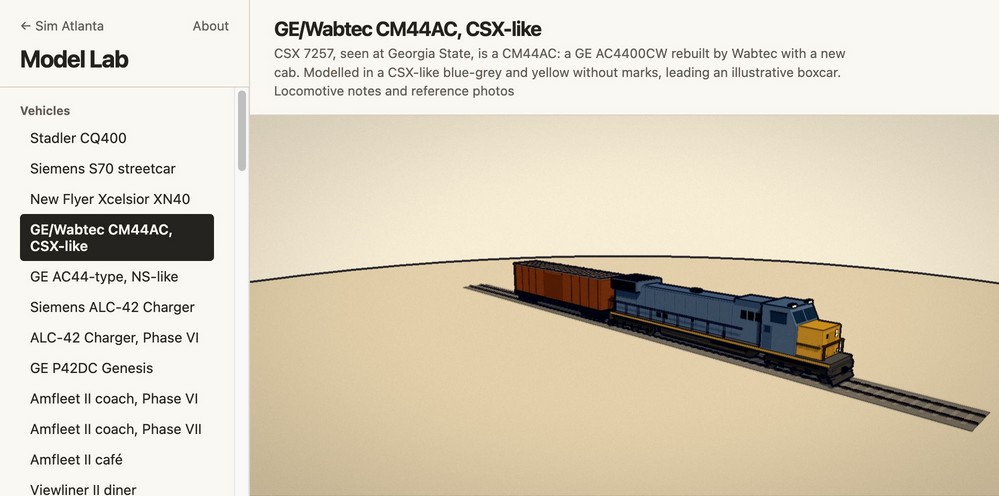 ← Sim Atlanta
About
Model Lab
Vehicles
Stadler CQ400
Siemens S70 streetcar
New Flyer Xcelsior XN40
GE/Wabtec CM44AC,
CSX-like
GE AC44-type, NS-like
Siemens ALC-42 Charger
ALC-42 Charger, Phase VI
GE P42DC Genesis
Amfleet II coach, Phase VI
Amfleet II coach, Phase VII
Amfleet II café
Viewliner II diner
GE/Wabtec CM44AC, CSX-like
CSX 7257, seen at Georgia State, is a CM44AC: a GE AC4400CW rebuilt by Wabtec with a new
cab. Modelled in a CSX-like blue-grey and yellow without marks, leading an illustrative boxcar.
Locomotive notes and reference photos